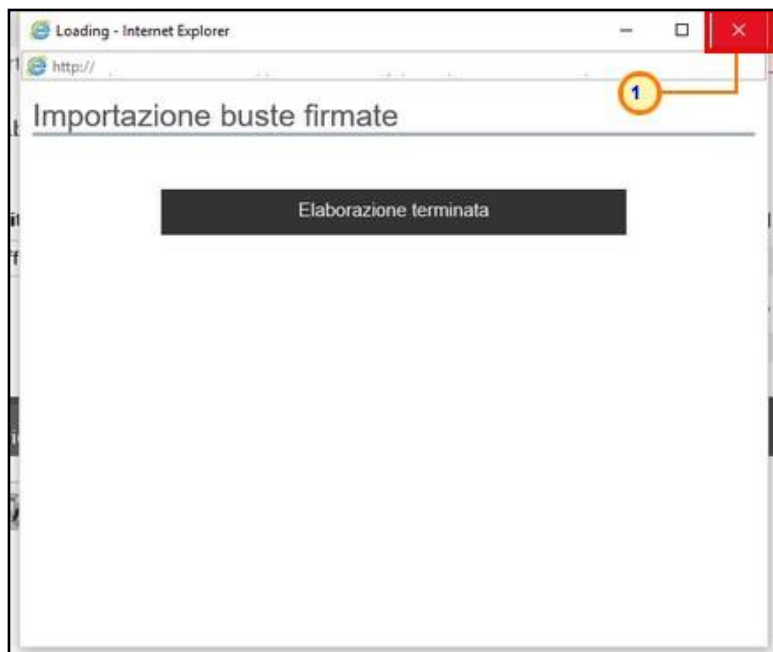 Loading - Internet Explorer
http://
1
Importazione buste firmate
Elaborazione terminata